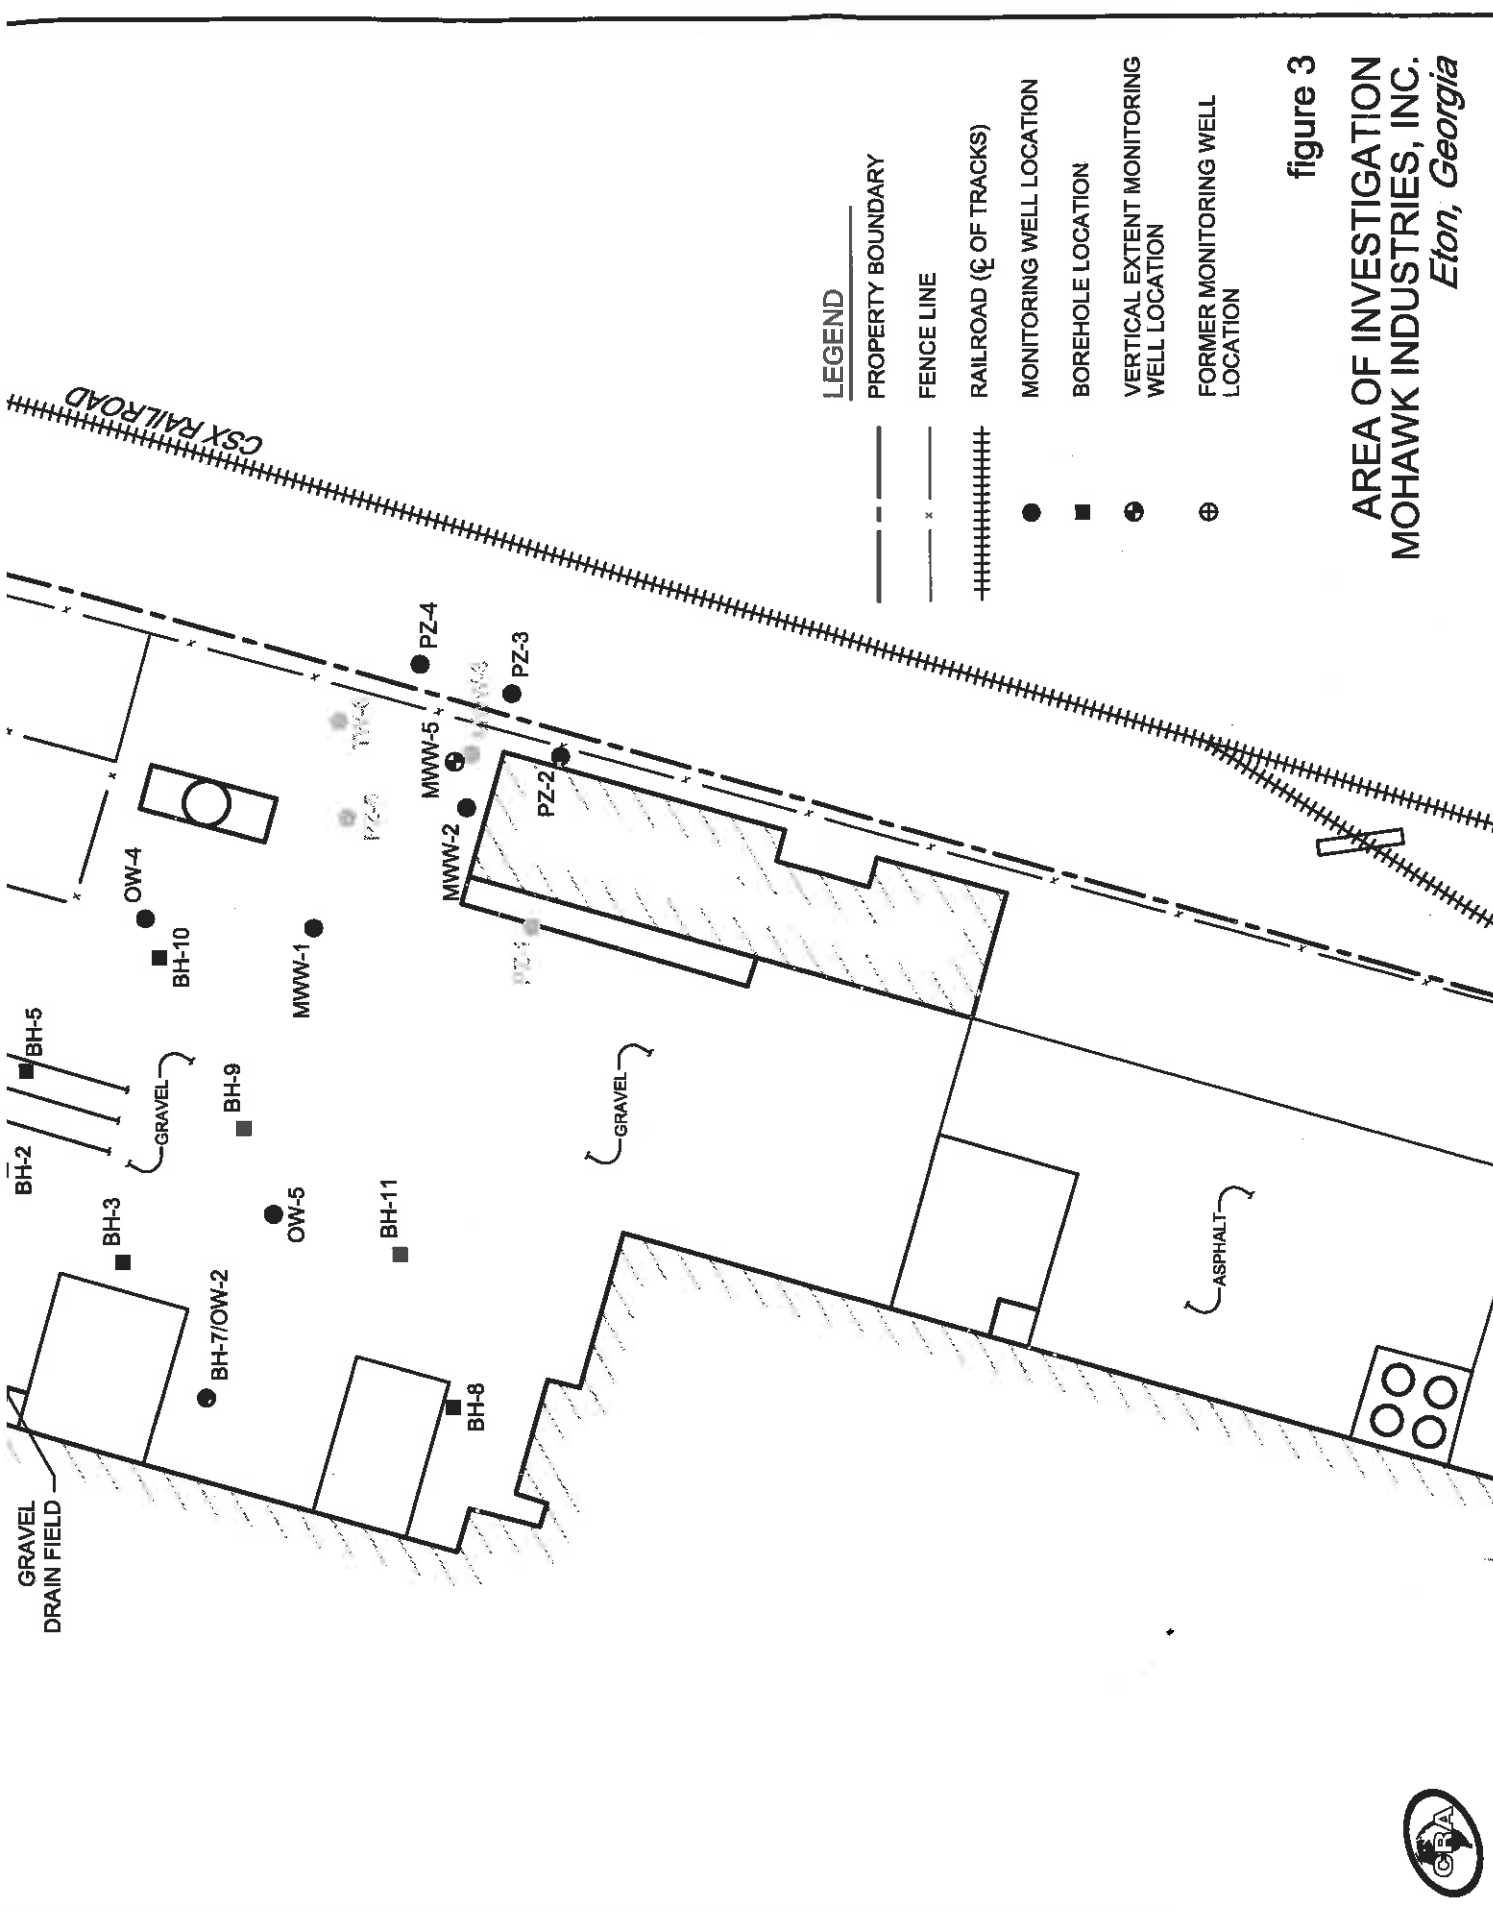 CSX RAILROAD
BH-5
BH-2
GRAVEL
BH-3
GRAVEL
DRAIN FIELD
OW-4
BH-10
BH-9
OW-5
BH-7/OW-2
MWW-1
BH-11
BH-8
PZ-4
MWW-5
MWW-2
PZ-3
PZ-2
GRAVEL
ASPHALT
LEGEND
PROPERTY BOUNDARY
FENCE LINE
RAILROAD (℄ OF TRACKS)
MONITORING WELL LOCATION
BOREHOLE LOCATION
VERTICAL EXTENT MONITORING
WELL LOCATION
FORMER MONITORING WELL
LOCATION
figure 3
AREA OF INVESTIGATION
MOHAWK INDUSTRIES, INC.
Eton, Georgia
CRA